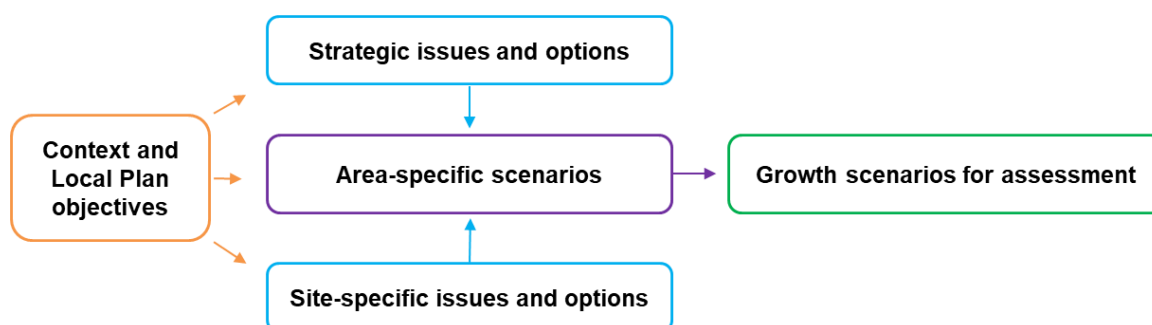 Strategic issues and options
Context and
Local Plan
objectives
Area-specific scenarios
Growth scenarios for assessment
Site-specific issues and options